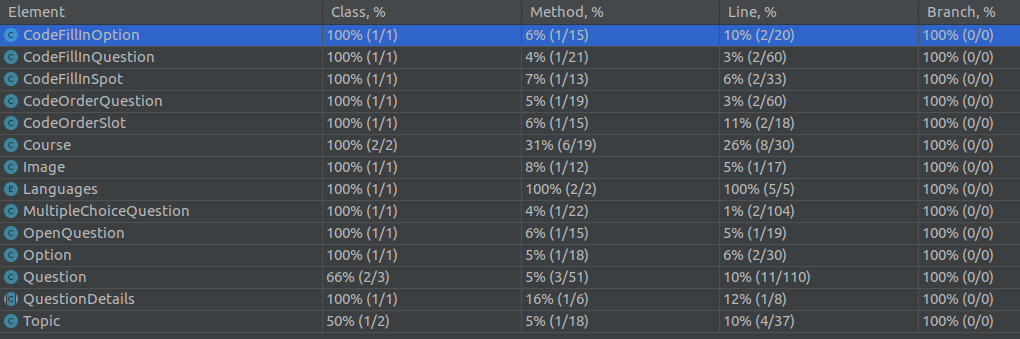 Element Class, % Method, % Line, % Branch, %
CodeFillInOption 100% (1/1) 6% (1/15) 10% (2/20) 100% (0/0)
CodeFillInQuestion 100% (1/1) 4% (1/21) 3% (2/60) 100% (0/0)
CodeFillInSpot 100% (1/1) 7% (1/13) 6% (2/33) 100% (0/0)
CodeOrderQuestion 100% (1/1) 5% (1/19) 3% (2/60) 100% (0/0)
CodeOrderSlot 100% (1/1) 6% (1/15) 11% (2/18) 100% (0/0)
Course 100% (2/2) 31% (6/19) 26% (8/30) 100% (0/0)
Image 100% (1/1) 8% (1/12) 5% (1/17) 100% (0/0)
Languages 100% (1/1) 100% (2/2) 100% (5/5) 100% (0/0)
MultipleChoiceQuestion 100% (1/1) 4% (1/22) 1% (2/104) 100% (0/0)
OpenQuestion 100% (1/1) 6% (1/15) 5% (1/19) 100% (0/0)
Option 100% (1/1) 5% (1/18) 6% (2/30) 100% (0/0)
Question 66% (2/3) 5% (3/51) 10% (11/110) 100% (0/0)
QuestionDetails 100% (1/1) 16% (1/6) 12% (1/8) 100% (0/0)
Topic 50% (1/2) 5% (1/18) 10% (4/37) 100% (0/0)